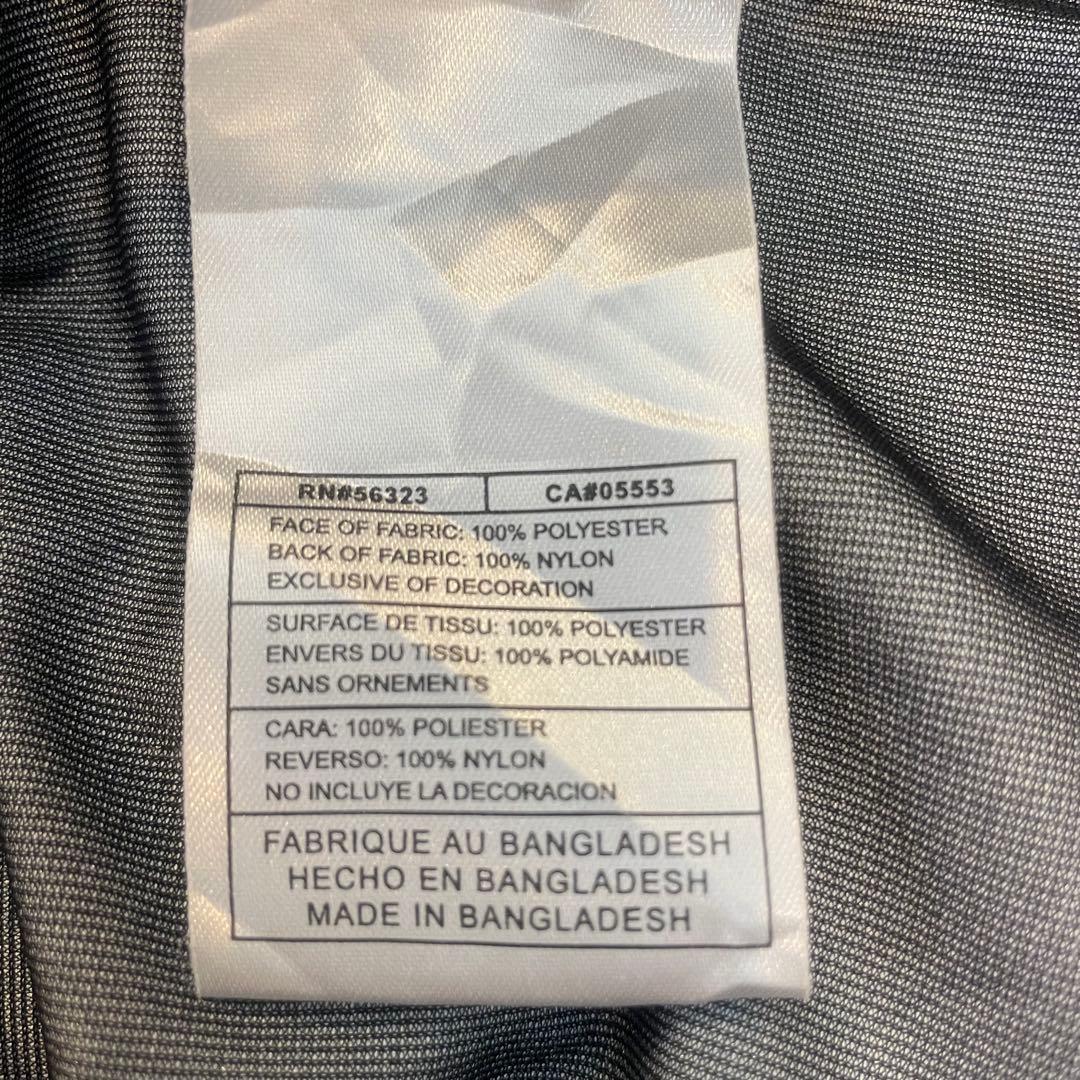 RN#56323 CA#05553
FACE OF FABRIC: 100% POLYESTER
BACK OF FABRIC: 100% NYLON
EXCLUSIVE OF DECORATION
SURFACE DE TISSU: 100% POLYESTER
ENVERS DU TISSU: 100% POLYAMIDE
SANS ORNEMENTS
CARA: 100% POLIESTER
REVERSO: 100% NYLON
NO INCLUYE LA DECORACION
FABRIQUE AU BANGLADESH
HECHO EN BANGLADESH
MADE IN BANGLADESH